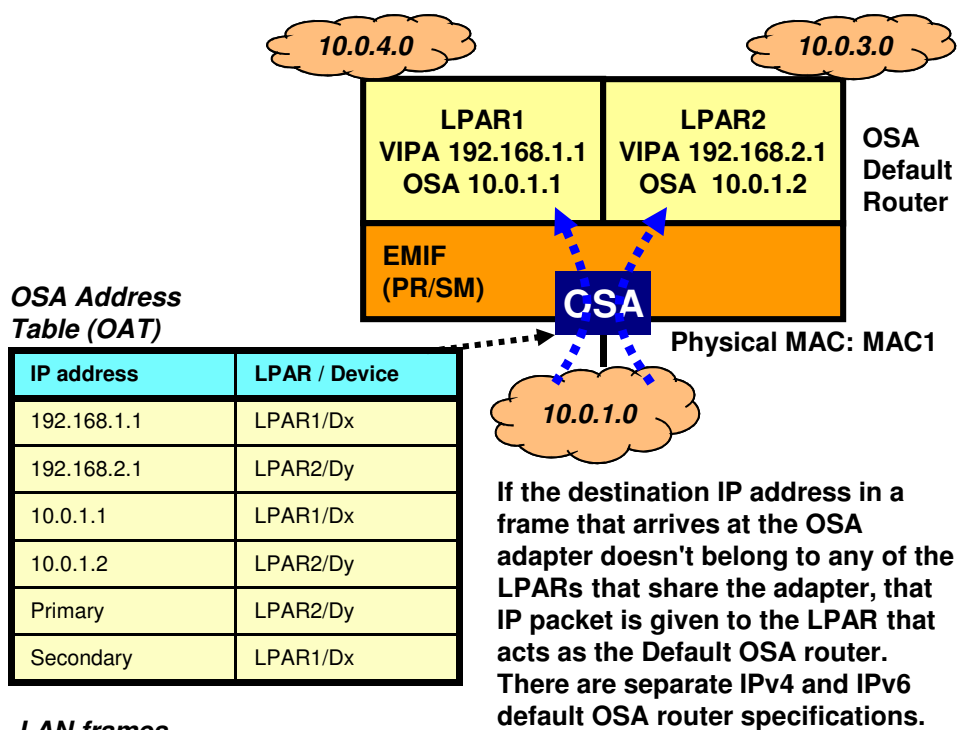 10.0.4.0
10.0.3.0
LPAR1
VIPA 192.168.1.1
OSA 10.0.1.1
LPAR2
VIPA 192.168.2.1
OSA 10.0.1.2
OSA
Default
Router
EMIF
(PR/SM)
OSA
Physical MAC: MAC1
10.0.1.0
OSA Address
Table (OAT)
IP address LPAR / Device
192.168.1.1 LPAR1/Dx
192.168.2.1 LPAR2/Dy
10.0.1.1 LPAR1/Dx
10.0.1.2 LPAR2/Dy
Primary LPAR2/Dy
Secondary LPAR1/Dx
If the destination IP address in a
frame that arrives at the OSA
adapter doesn't belong to any of the
LPARs that share the adapter, that
IP packet is given to the LPAR that
acts as the Default OSA router.
There are separate IPv4 and IPv6
default OSA router specifications.
LAN frames